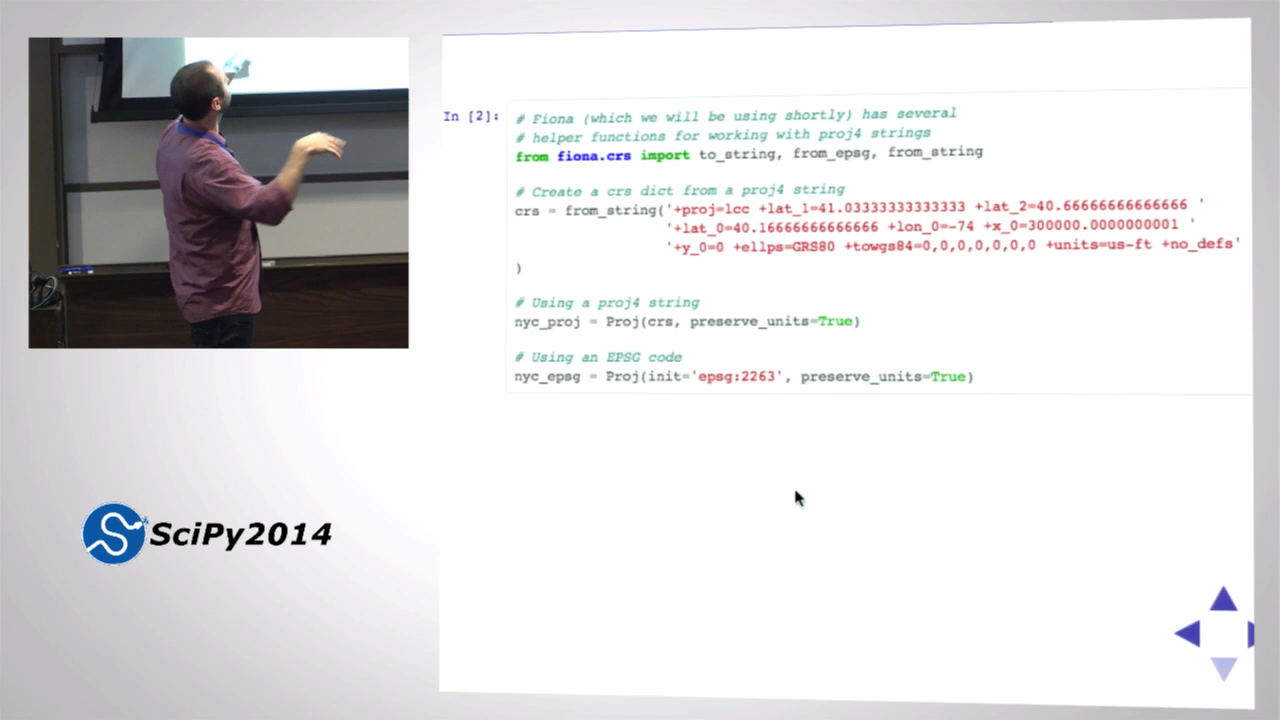 In [2]:
# Fiona (which we will be using shortly) has several
# helper functions for working with proj4 strings
from fiona.crs import to_string, from_epsg, from_string
# Create a crs dict from a proj4 string
crs = from_string('+proj=lcc +lat_1=41.03333333333333 +lat_2=40.66666666666666 '
'+lat_0=40.16666666666666 +lon_0=-74 +x_0=300000.0000000001 '
'+y_0=0 +ellps=GRS80 +towgs84=0,0,0,0,0,0,0 +units=us-ft +no_defs'
)
# Using a proj4 string
nyc_proj = Proj(crs, preserve_units=True)
# Using an EPSG code
nyc_epsg = Proj(init='epsg:2263', preserve_units=True)
SciPy2014